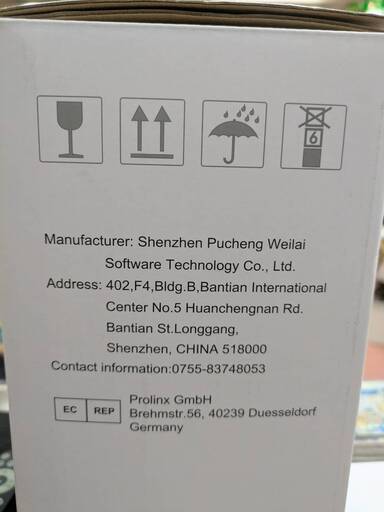 6
Manufacturer: Shenzhen Pucheng Weilai
Software Technology Co., Ltd.
Address: 402,F4,Bldg.B,Bantian International
Center No.5 Huanchengnan Rd.
Bantian St.Longgang,
Shenzhen, CHINA 518000
Contact information:0755-83748053
EC REP
Prolinx GmbH
Brehmstr.56, 40239 Duesseldorf
Germany